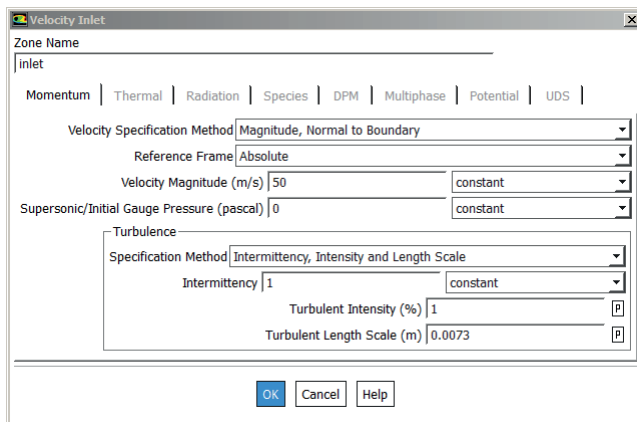 Velocity Inlet
Zone Name
inlet
Momentum Thermal Radiation Species DPM Multiphase Potential UDS
Velocity Specification Method Magnitude, Normal to Boundary
Reference Frame Absolute
Velocity Magnitude (m/s) 50 constant
Supersonic/Initial Gauge Pressure (pascal) 0 constant
Turbulence
Specification Method Intermittency, Intensity and Length Scale
Intermittency 1 constant
Turbulent Intensity (%) 1 P
Turbulent Length Scale (m) 0.0073 P
OK Cancel Help